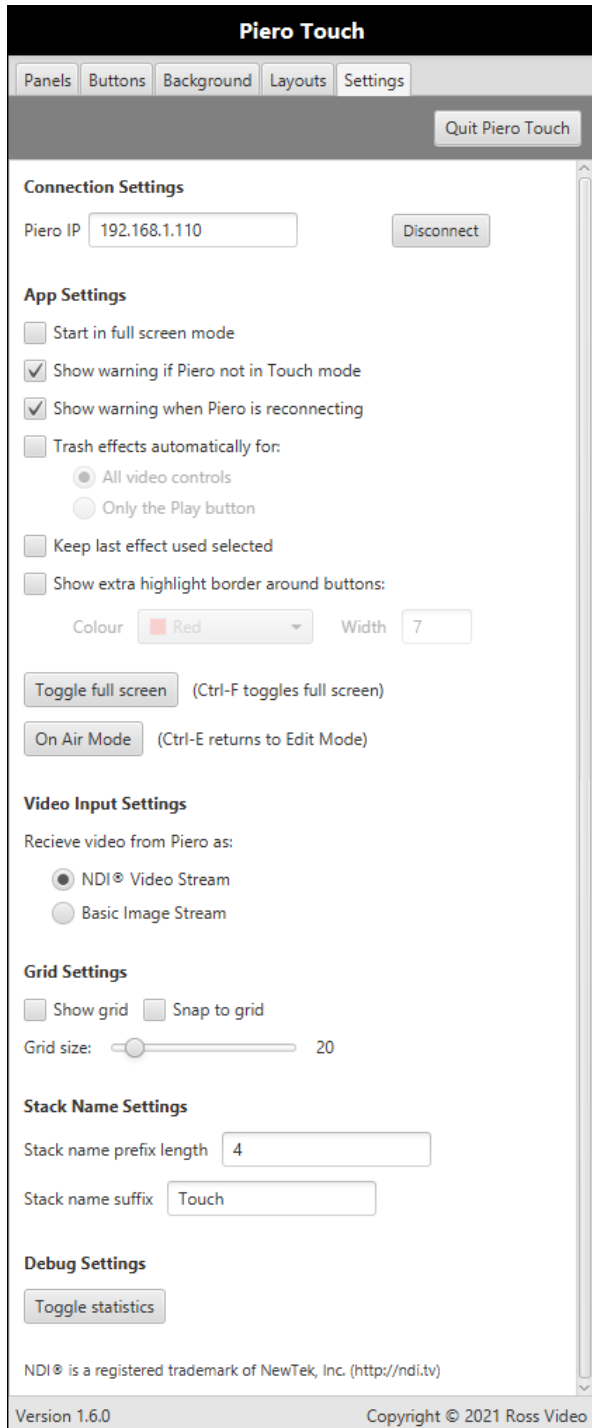 Piero Touch
Panels Buttons Background Layouts Settings
Quit Piero Touch
Connection Settings
Piero IP 192.168.1.110 Disconnect
App Settings
Start in full screen mode
Show warning if Piero not in Touch mode
Show warning when Piero is reconnecting
Trash effects automatically for:
All video controls
Only the Play button
Keep last effect used selected
Show extra highlight border around buttons:
Colour Red Width 7
Toggle full screen (Ctrl-F toggles full screen)
On Air Mode (Ctrl-E returns to Edit Mode)
Video Input Settings
Recieve video from Piero as:
NDI® Video Stream
Basic Image Stream
Grid Settings
Show grid Snap to grid
Grid size: 20
Stack Name Settings
Stack name prefix length 4
Stack name suffix Touch
Debug Settings
Toggle statistics
NDI® is a registered trademark of NewTek, Inc. (http://ndi.tv)
Version 1.6.0 Copyright © 2021 Ross Video